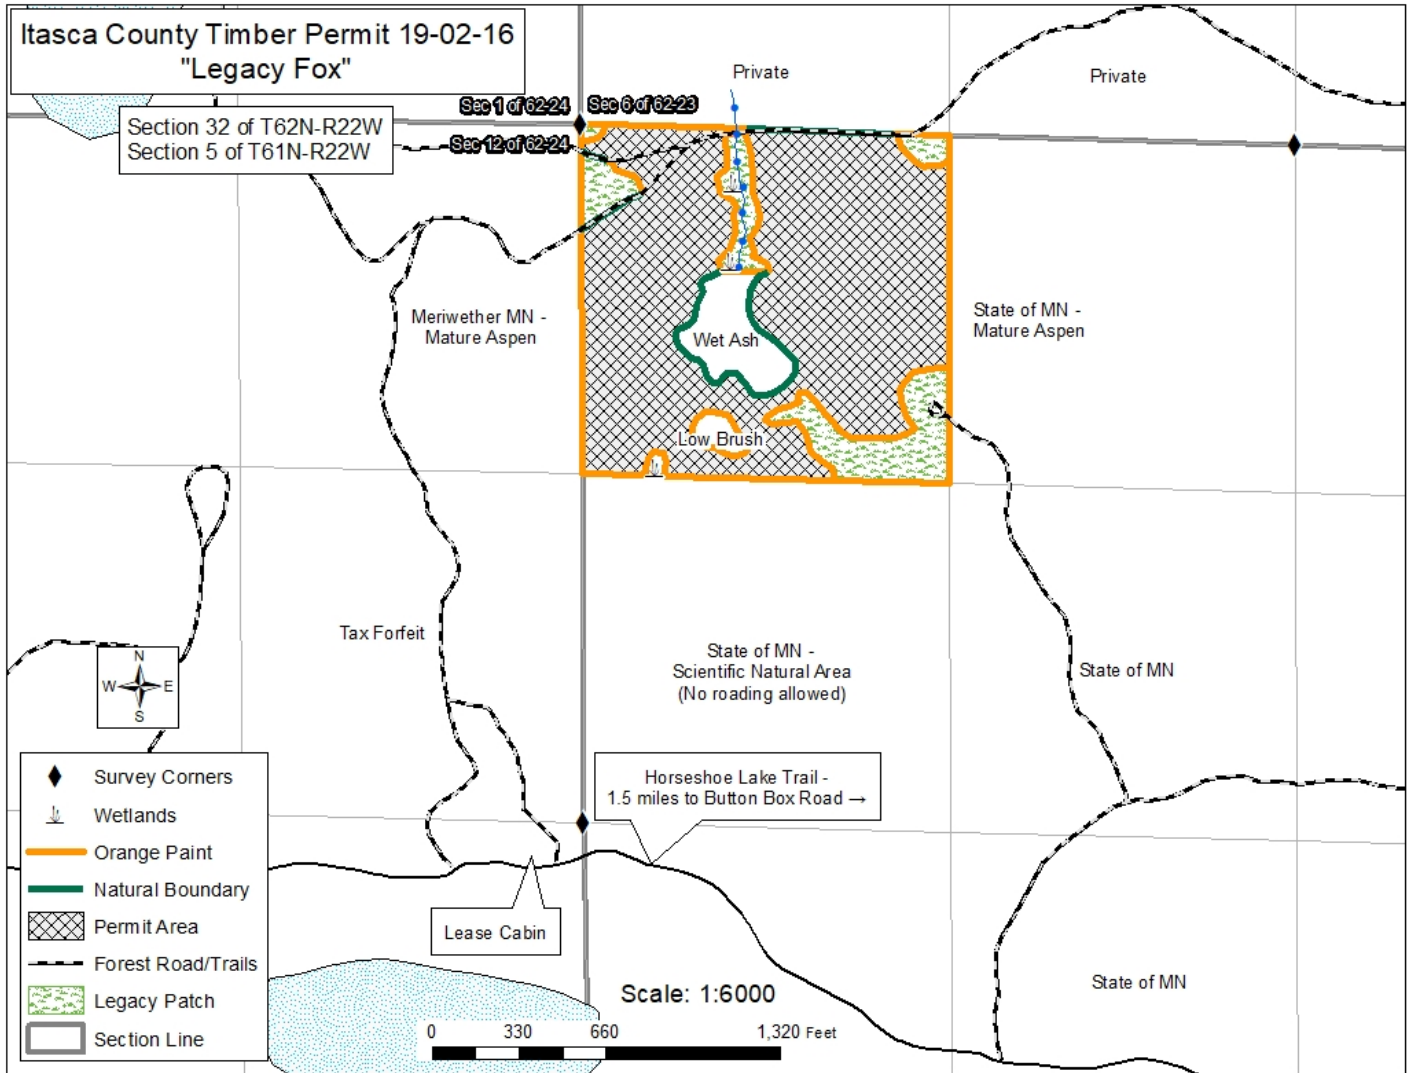 Itasca County Timber Permit 19-02-16
"Legacy Fox"
Private
Private
Sec 1 of 62-24
Sec 6 of 62-23
Section 32 of T62N-R22W
Section 5 of T61N-R22W
Sec 12 of 62-24
Meriwether MN -
Mature Aspen
State of MN -
Mature Aspen
Wet Ash
Low Brush
Tax Forfeit
State of MN -
Scientific Natural Area
(No roading allowed)
State of MN
N
W E
S
Survey Corners
Wetlands
Orange Paint
Natural Boundary
Permit Area
Forest Road/Trails
Legacy Patch
Section Line
Horseshoe Lake Trail -
1.5 miles to Button Box Road →
Lease Cabin
State of MN
Scale: 1:6000
0 330 660 1,320 Feet